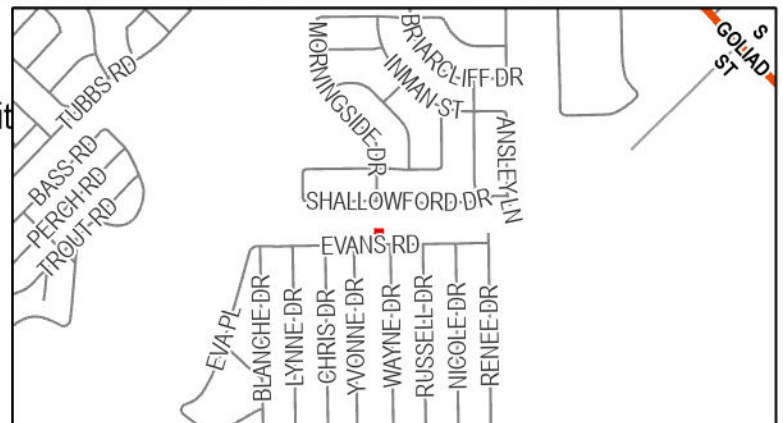 S GOLIAD ST
BRIARCLIFF DR
MORNINGSIDE DR
INMAN ST
TUBBS RD
it
ANSLEY LN
BASS RD
PERCH RD
TROUT RD
SHALLOWFORD DR
EVANS RD
EVA PL
BLANCHE DR
LYNNE DR
CHRIS DR
YVONNE DR
WAYNE DR
RUSSELL DR
NICOLE DR
RENEE DR